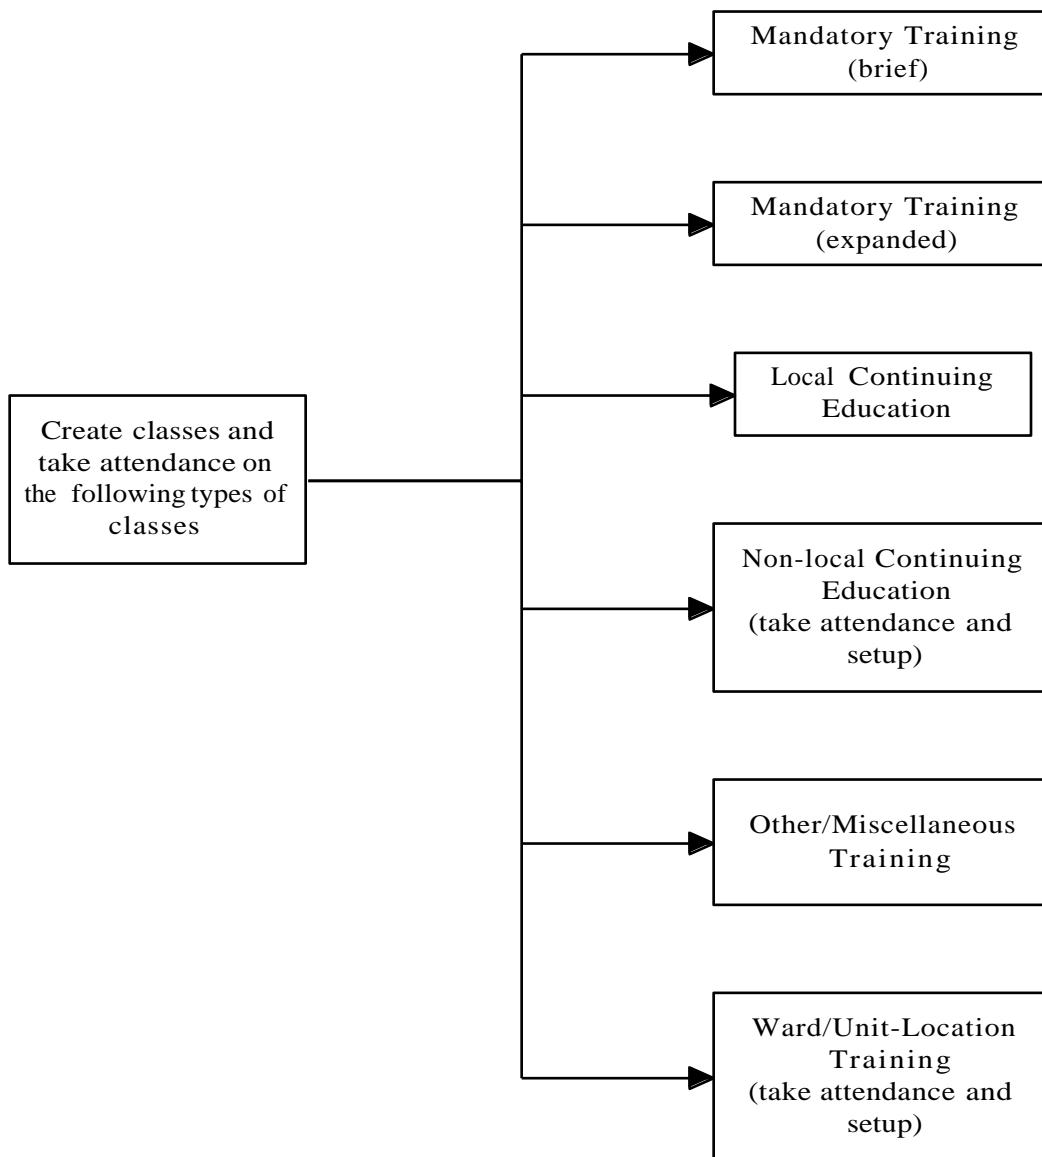 Mandatory Training
(brief)
Mandatory Training
(expanded)
Local Continuing
Education
Create classes and
take attendance on
the following types of
classes
Non-local Continuing
Education
(take attendance and
setup)
Other/Miscellaneous
Training
Ward/Unit-Location
Training
(take attendance and
setup)